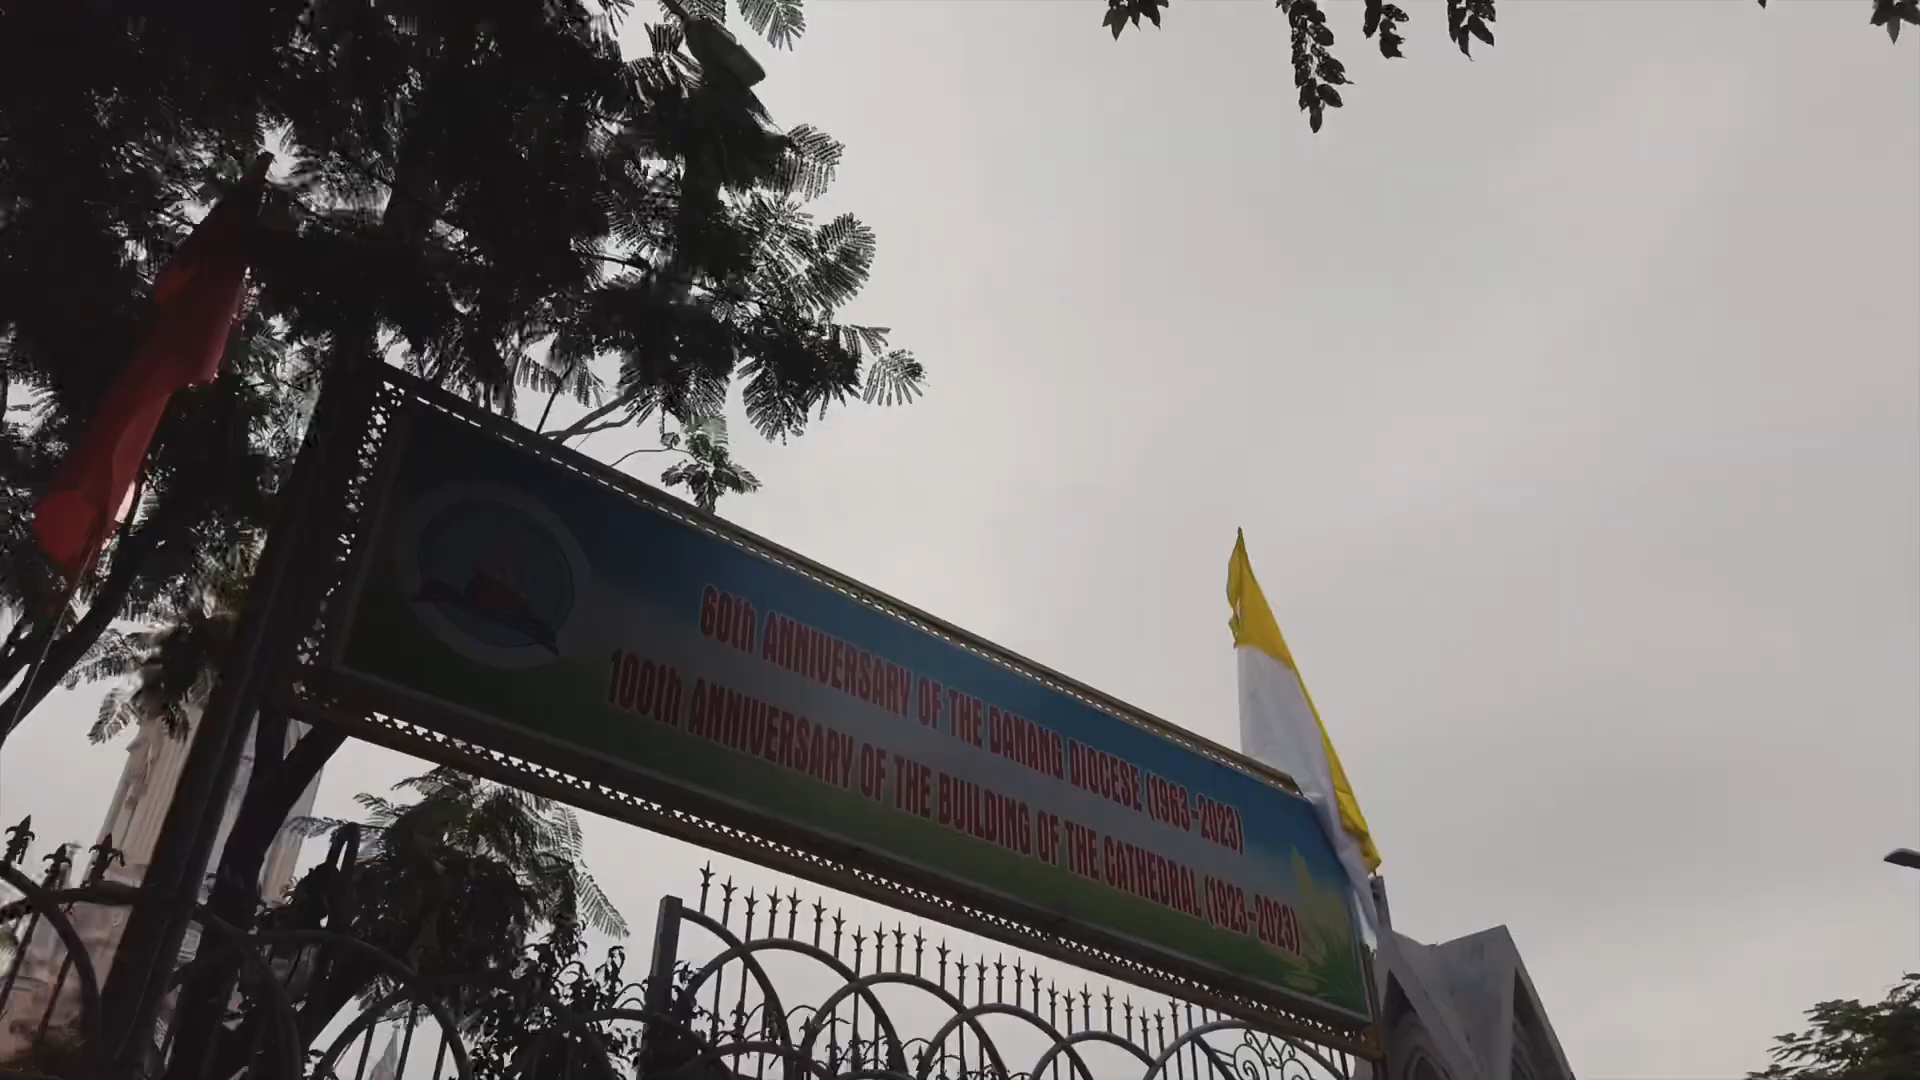 60th ANNIVERSARY OF THE DANANG DIOCESE (1963-2023)
100th ANNIVERSARY OF THE BUILDING OF THE CATHEDRAL (1923-2023)